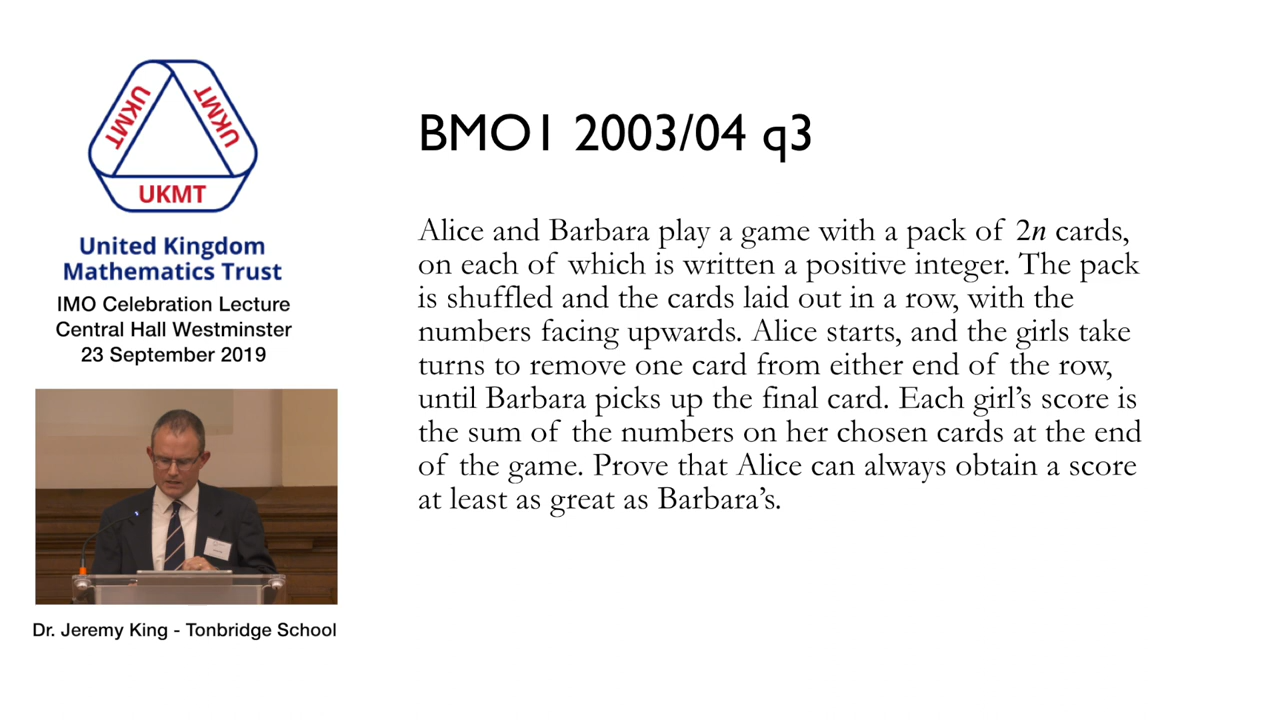 UKMT
UKMT
UKMT
United Kingdom
Mathematics Trust
IMO Celebration Lecture
Central Hall Westminster
23 September 2019
Dr. Jeremy King - Tonbridge School
BMO1 2003/04 q3
Alice and Barbara play a game with a pack of 2n cards,
on each of which is written a positive integer. The pack
is shuffled and the cards laid out in a row, with the
numbers facing upwards. Alice starts, and the girls take
turns to remove one card from either end of the row,
until Barbara picks up the final card. Each girl’s score is
the sum of the numbers on her chosen cards at the end
of the game. Prove that Alice can always obtain a score
at least as great as Barbara’s.